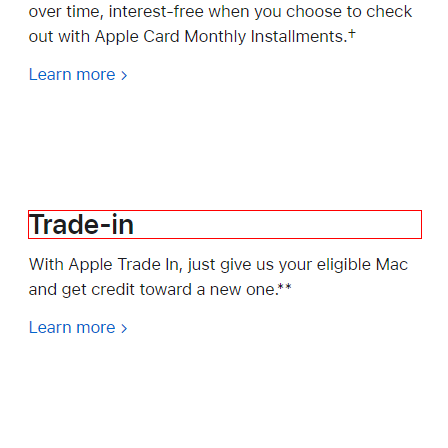 over time, interest-free when you choose to check
out with Apple Card Monthly Installments.†
Learn more >
Trade-in
With Apple Trade In, just give us your eligible Mac
and get credit toward a new one.**
Learn more >